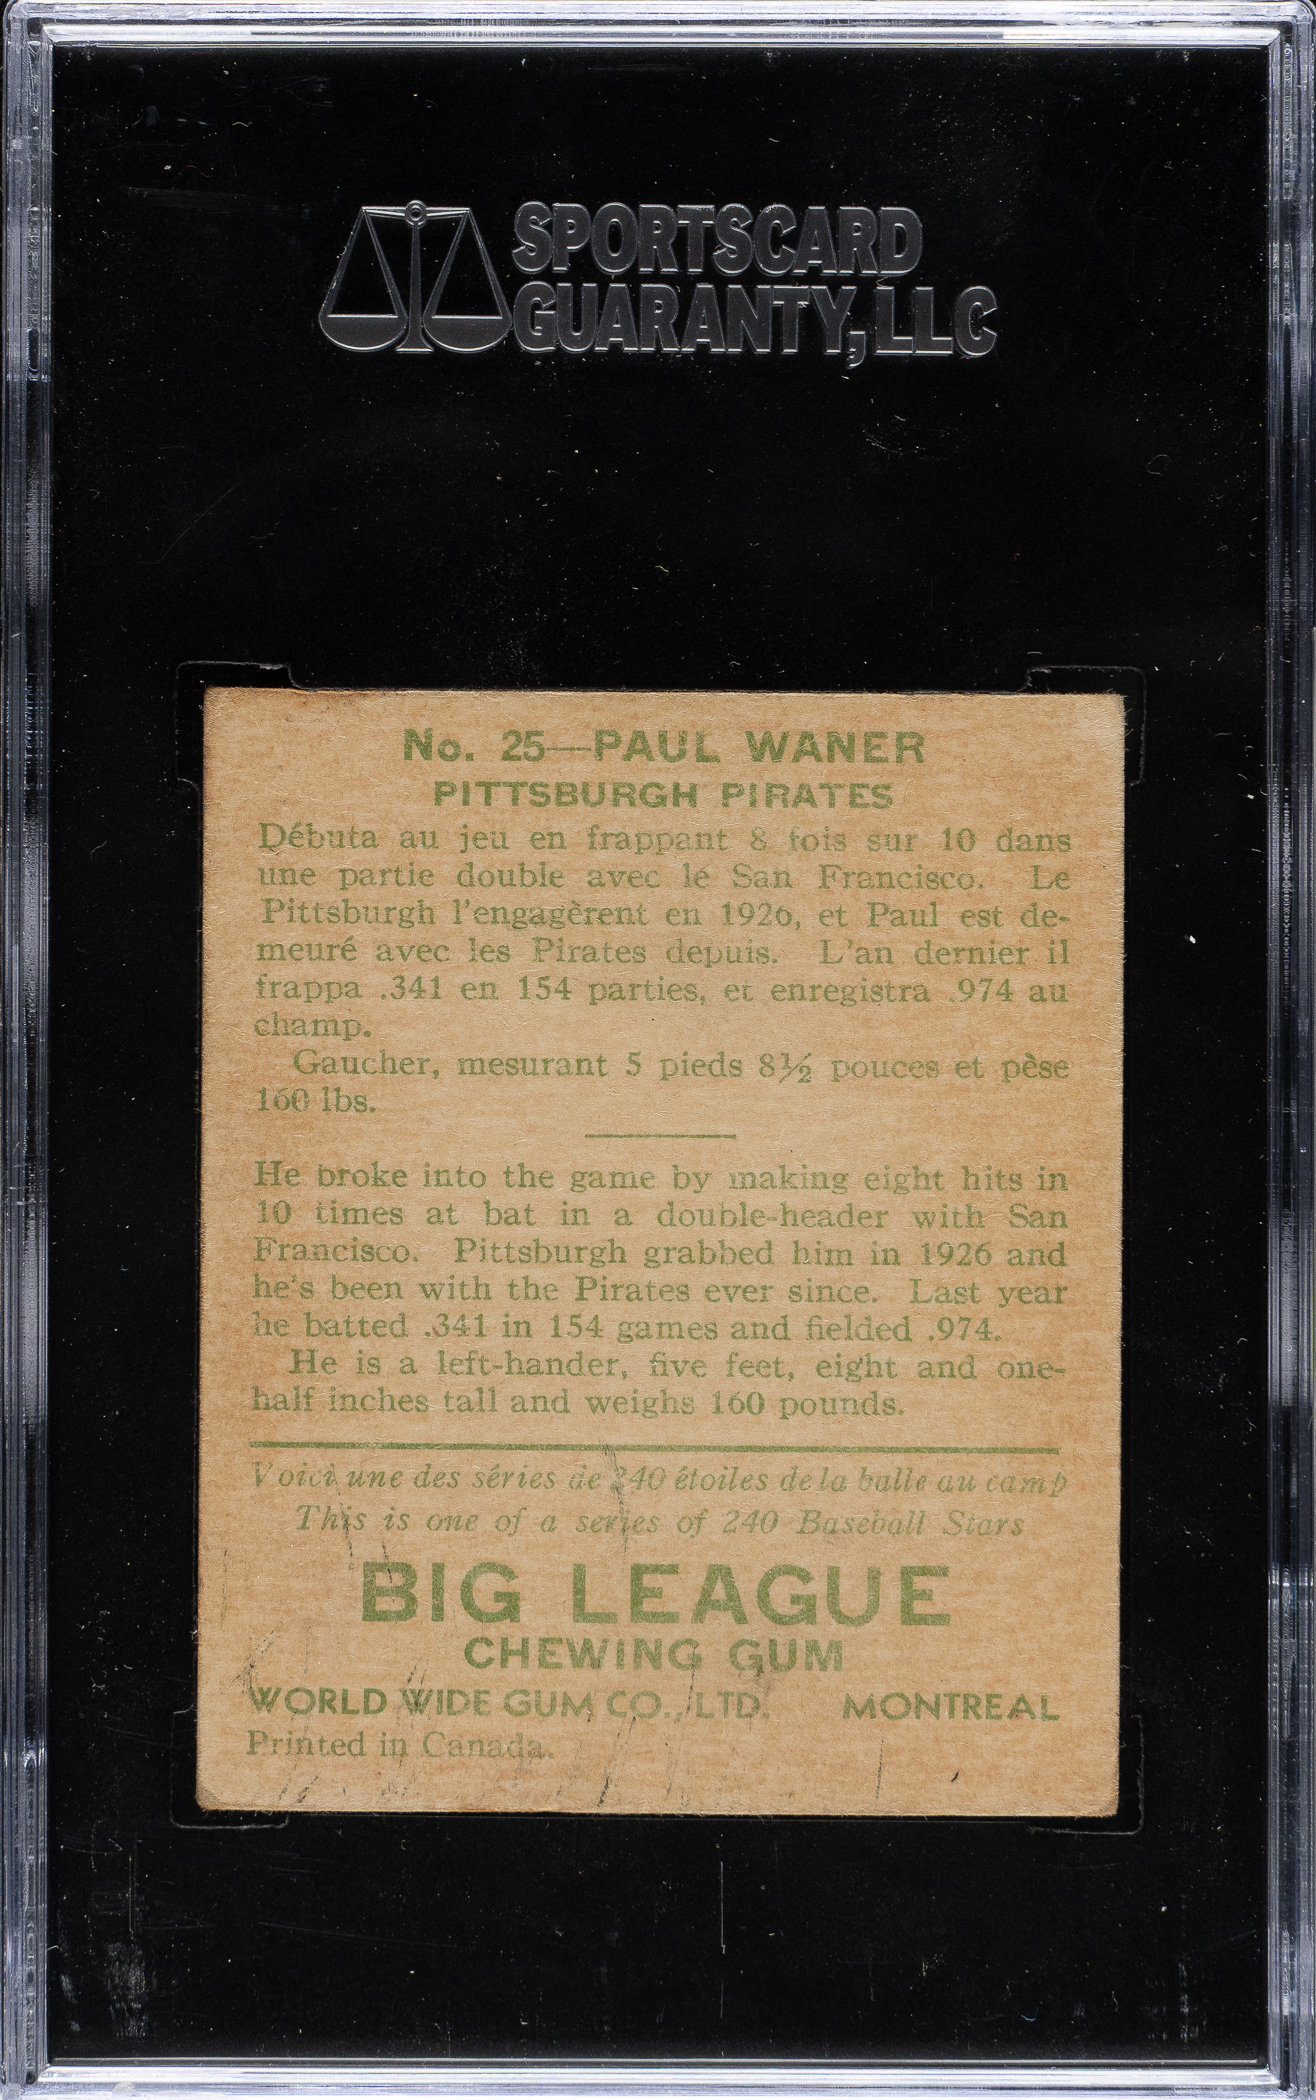 SPORTSCARD
GUARANTY, LLC
No. 25—PAUL WANER
PITTSBURGH PIRATES
Débuta au jeu en frappant 8 fois sur 10 dans
une partie double avec le San Francisco. Le
Pittsburgh l'engagèrent en 1926, et Paul est de-
meuré avec les Pirates depuis. L'an dernier il
frappa .341 en 154 parties, et enregistra .974 au
champ.
Gaucher, mesurant 5 pieds 8½ pouces et pèse
160 lbs.
He broke into the game by making eight hits in
10 times at bat in a double-header with San
Francisco. Pittsburgh grabbed him in 1926 and
he's been with the Pirates ever since. Last year
he batted .341 in 154 games and fielded .974.
He is a left-hander, five feet, eight and one-
half inches tall and weighs 160 pounds.
Voici une des séries de 240 étoiles de la balle au camp
This is one of a series of 240 Baseball Stars
BIG LEAGUE
CHEWING GUM
WORLD WIDE GUM CO., LTD. MONTREAL
Printed in Canada.